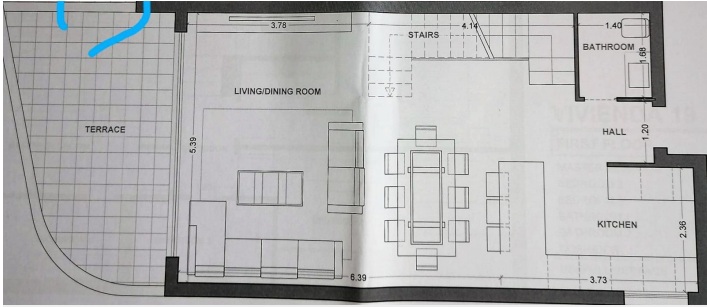 3.78
4.14
1.40
STAIRS
BATHROOM
1.68
LIVING/DINING ROOM
TERRACE
HALL
1.20
5.39
KITCHEN
2.36
6.39
3.73